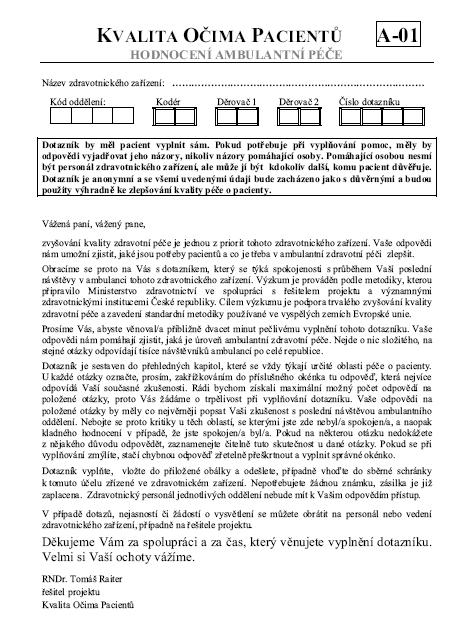 KVALITA OČIMA PACIENTŮ
A-01
HODNOCENÍ AMBULANTNÍ PÉČE
Název zdravotnického zařízení: ……………………………………………………………………
Kód oddělení: Kodér Děrovač 1 Děrovač 2 Číslo dotazníku
Dotazník by měl pacient vyplnit sám. Pokud potřebuje při vyplňování pomoc, měly by
odpovědi vyjadřovat jeho názory, nikoliv názory pomáhající osoby. Pomáhající osobou nesmí
být personál zdravotnického zařízení, ale může jí být kdokoliv další, komu pacient důvěřuje.
Dotazník je anonymní a se všemi uvedenými údaji bude zacházeno jako s důvěrnými a budou
použity výhradně ke zlepšování kvality péče o pacienty.
Vážená paní, vážený pane,
zvyšování kvality zdravotní péče je jednou z priorit tohoto zdravotnického zařízení. Vaše odpovědi
nám umožní zjistit, jaké jsou potřeby pacientů a co je třeba v ambulantní zdravotní péči zlepšit.
Obracíme se proto na Vás s dotazníkem, který se týká spokojenosti s průběhem Vaší poslední
návštěvy v ambulanci tohoto zdravotnického zařízení. Výzkum je prováděn podle metodiky, kterou
připravilo Ministerstvo zdravotnictví ve spolupráci s řešitelem projektu a významnými
zdravotnickými institucemi České republiky. Cílem výzkumu je podpora trvalého zvyšování kvality
zdravotní péče a zavedení standardní metodiky používané ve vyspělých zemích Evropské unie.
Prosíme Vás, abyste věnoval/a přibližně dvacet minut pečlivému vyplnění tohoto dotazníku. Vaše
odpovědi nám pomáhají zjistit, jaká je úroveň ambulantní zdravotní péče. Nejde o nic složitého, na
stejné otázky odpovídají tisíce návštěvníků ambulancí po celé republice.
Dotazník je sestaven do přehledných kapitol, které se vždy týkají určité oblasti péče o pacienty.
U každé otázky označte, prosím, zakřížkováním do příslušného okénka tu odpověď, která nejvíce
odpovídá Vaší současné zkušenosti. Rádi bychom získali maximální možný počet odpovědí na
položené otázky, proto Vás žádáme o trpělivost při vyplňování dotazníku. Vaše odpovědi na
položené otázky by měly co nejvěrněji popsat Vaši zkušenost s poslední návštěvou ambulantního
oddělení. Nebojte se proto kritiky u těch oblastí, se kterými jste zde nebyl/a spokojen/a, a naopak
kladného hodnocení v případě, že jste spokojen/a byl/a. Pokud na některou otázku nedokážete
z nějakého důvodu odpovědět, zaznamenejte čitelně tuto skutečnost do dotazníku. Pokud se při
vyplňování zmýlíte, stačí chybnou odpověď zřetelně přeškrtnout a vyplnit správné okénko.
Dotazník vyplňte, vložte do přiložené obálky a odešlete, případně vhoďte do sběrné schránky
k tomuto účelu zřízené ve zdravotnickém zařízení. Nepotřebujete žádnou známku, zásilka je již
zaplacena. Zdravotnický personál jednotlivých oddělení nebude mít k Vašim odpovědím přístup.
V případě dotazů, nejasností či žádostí o vysvětlení se můžete obrátit na personál nebo vedení
zdravotnického zařízení, případně na řešitele projektu.
Děkujeme Vám za spolupráci a za čas, který věnujete vyplnění dotazníku.
Velmi si Vaší ochoty vážíme.
RNDr. Tomáš Raiter
řešitel projektu
Kvalita Očima Pacientů